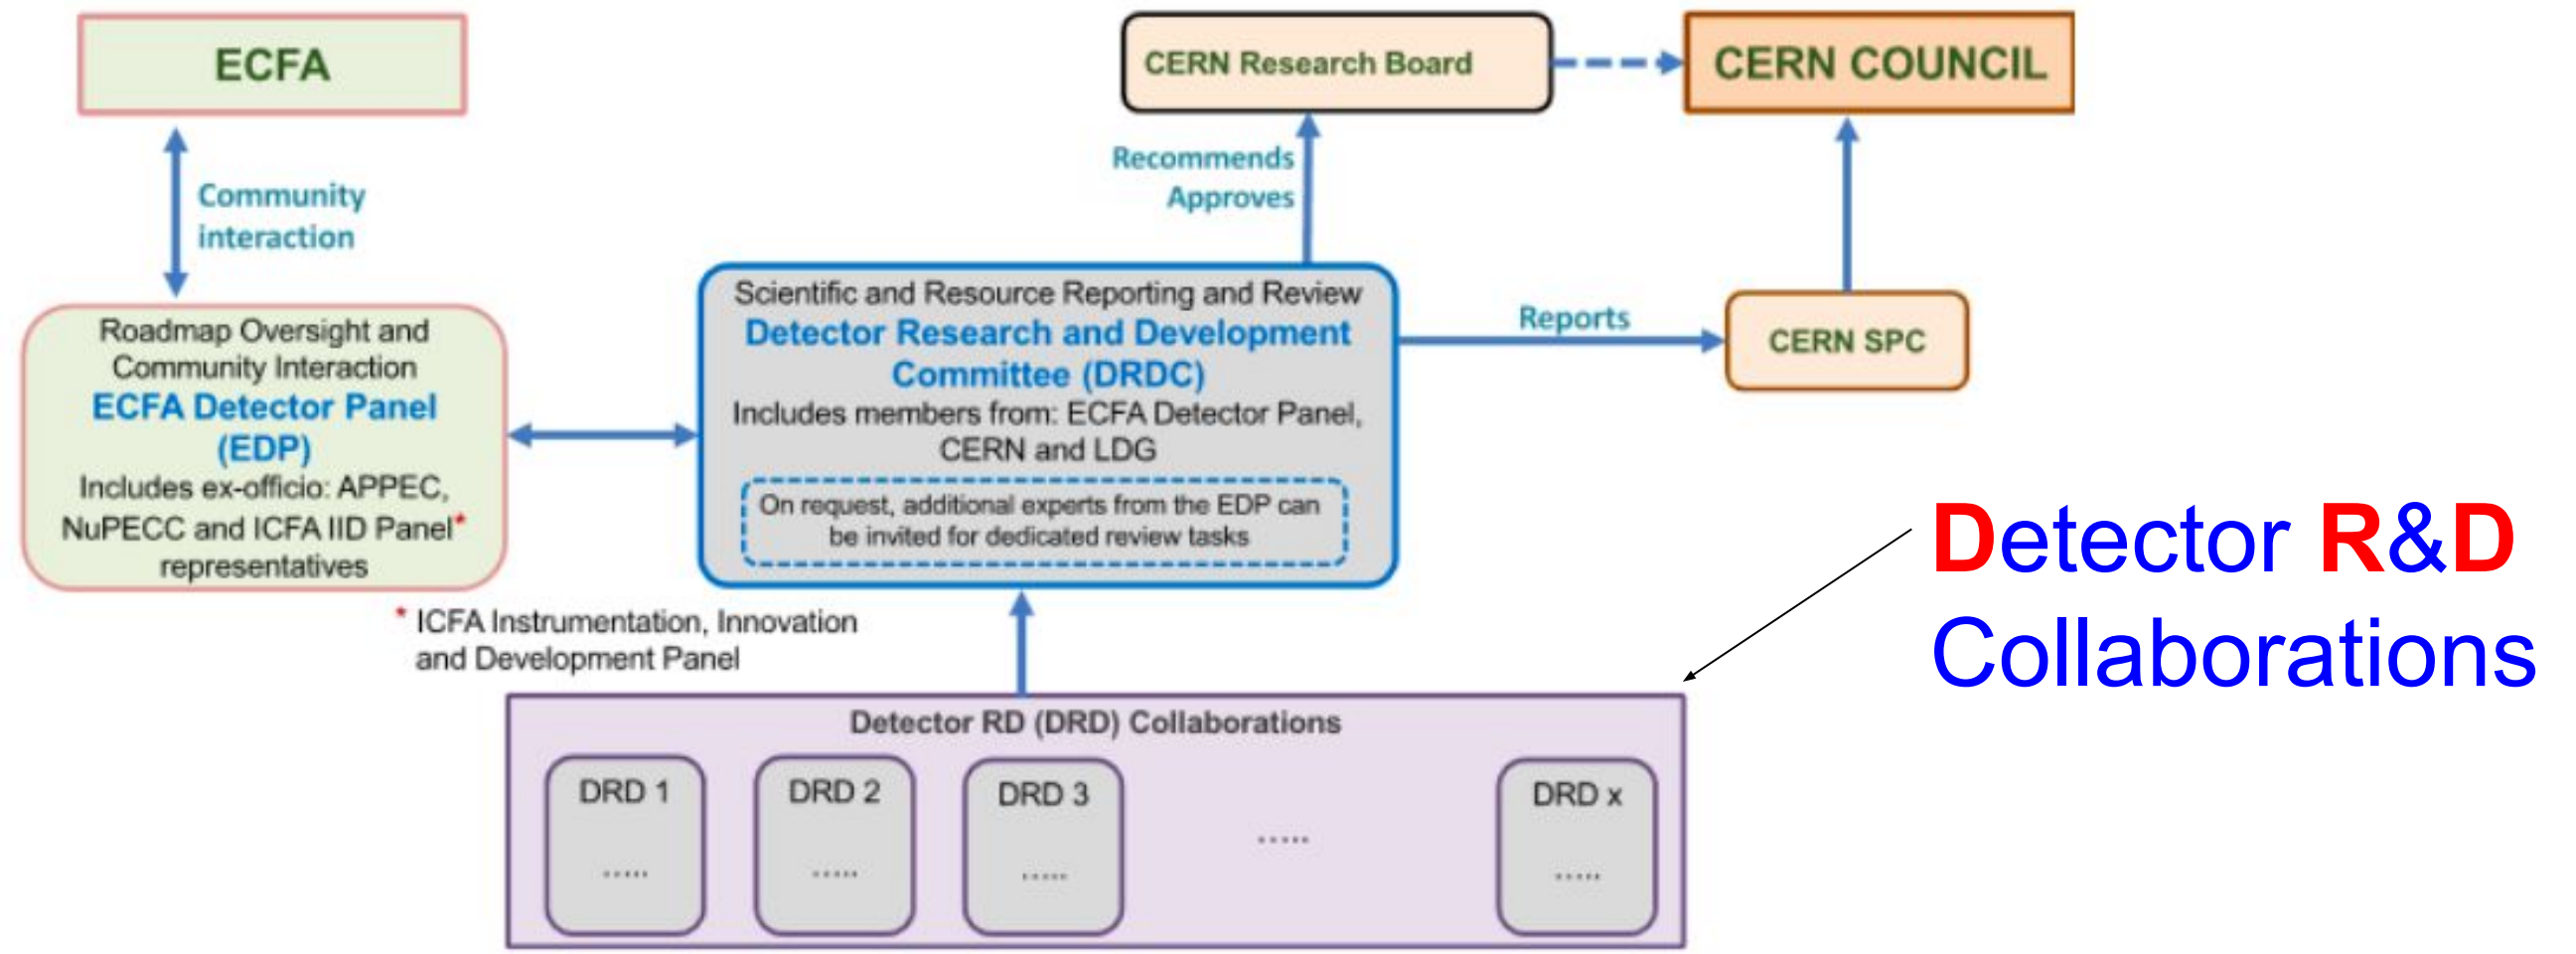 ECFA
CERN Research Board
CERN COUNCIL
Community
interaction
Recommends
Approves
Roadmap Oversight and
Community Interaction
ECFA Detector Panel
(EDP)
Includes ex-officio: APPEC,
NuPECC and ICFA IID Panel*
representatives
Scientific and Resource Reporting and Review
Detector Research and Development
Committee (DRDC)
Includes members from: ECFA Detector Panel,
CERN and LDG
On request, additional experts from the EDP can
be invited for dedicated review tasks
Reports
CERN SPC
* ICFA Instrumentation, Innovation
and Development Panel
Detector R&D
Collaborations
Detector RD (DRD) Collaborations
DRD 1
.....
DRD 2
.....
DRD 3
.....
.....
DRD x
.....